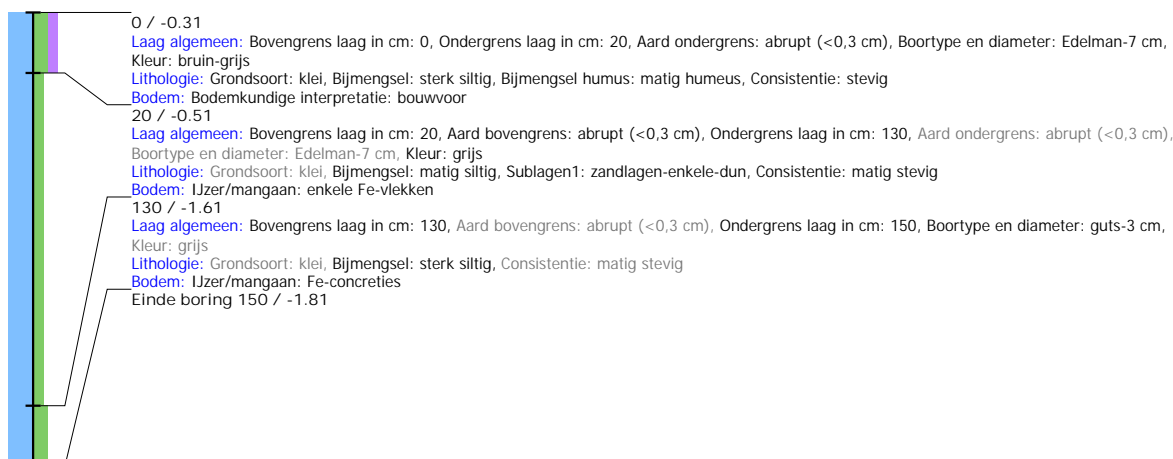 0 / -0.31
Laag algemeen: Bovengrens laag in cm: 0, Ondergrens laag in cm: 20, Aard ondergrens: abrupt (<0,3 cm), Boortype en diameter: Edelman-7 cm,
Kleur: bruin-grijs
Lithologie: Grondsoort: klei, Bijmengsel: sterk siltig, Bijmengsel humus: matig humeus, Consistentie: stevig
Bodem: Bodemkundige interpretatie: bouwvoor
20 / -0.51
Laag algemeen: Bovengrens laag in cm: 20, Aard bovengrens: abrupt (<0,3 cm), Ondergrens laag in cm: 130, Aard ondergrens: abrupt (<0,3 cm),
Boortype en diameter: Edelman-7 cm, Kleur: grijs
Lithologie: Grondsoort: klei, Bijmengsel: matig siltig, Sublagen1: zandlagen-enkele-dun, Consistentie: matig stevig
Bodem: IJzer/mangaan: enkele Fe-vlekken
130 / -1.61
Laag algemeen: Bovengrens laag in cm: 130, Aard bovengrens: abrupt (<0,3 cm), Ondergrens laag in cm: 150, Boortype en diameter: guts-3 cm,
Kleur: grijs
Lithologie: Grondsoort: klei, Bijmengsel: sterk siltig, Consistentie: matig stevig
Bodem: IJzer/mangaan: Fe-concreties
Einde boring 150 / -1.81